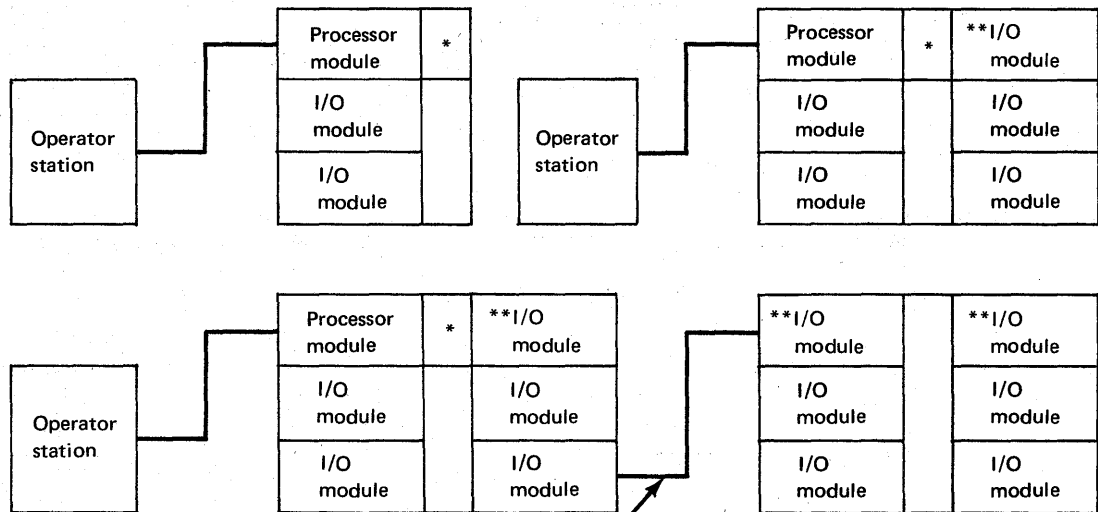 Processor
module
*
I/O
module
I/O
module
Operator
station
Processor
module
*
**I/O
module
I/O
module
I/O
module
I/O
module
I/O
module
Operator
station
Processor
module
*
**I/O
module
I/O
module
I/O
module
I/O
module
I/O
module
Operator
station
**I/O
module
**I/O
module
I/O
module
I/O
module
I/O
module
I/O
module